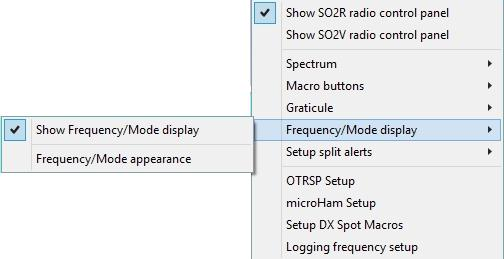 Show SO2R radio control panel
Show SO2V radio control panel
Spectrum
Macro buttons
Graticule
Frequency/Mode display
Setup split alerts
OTRSP Setup
microHam Setup
Setup DX Spot Macros
Logging frequency setup
Show Frequency/Mode display
Frequency/Mode appearance